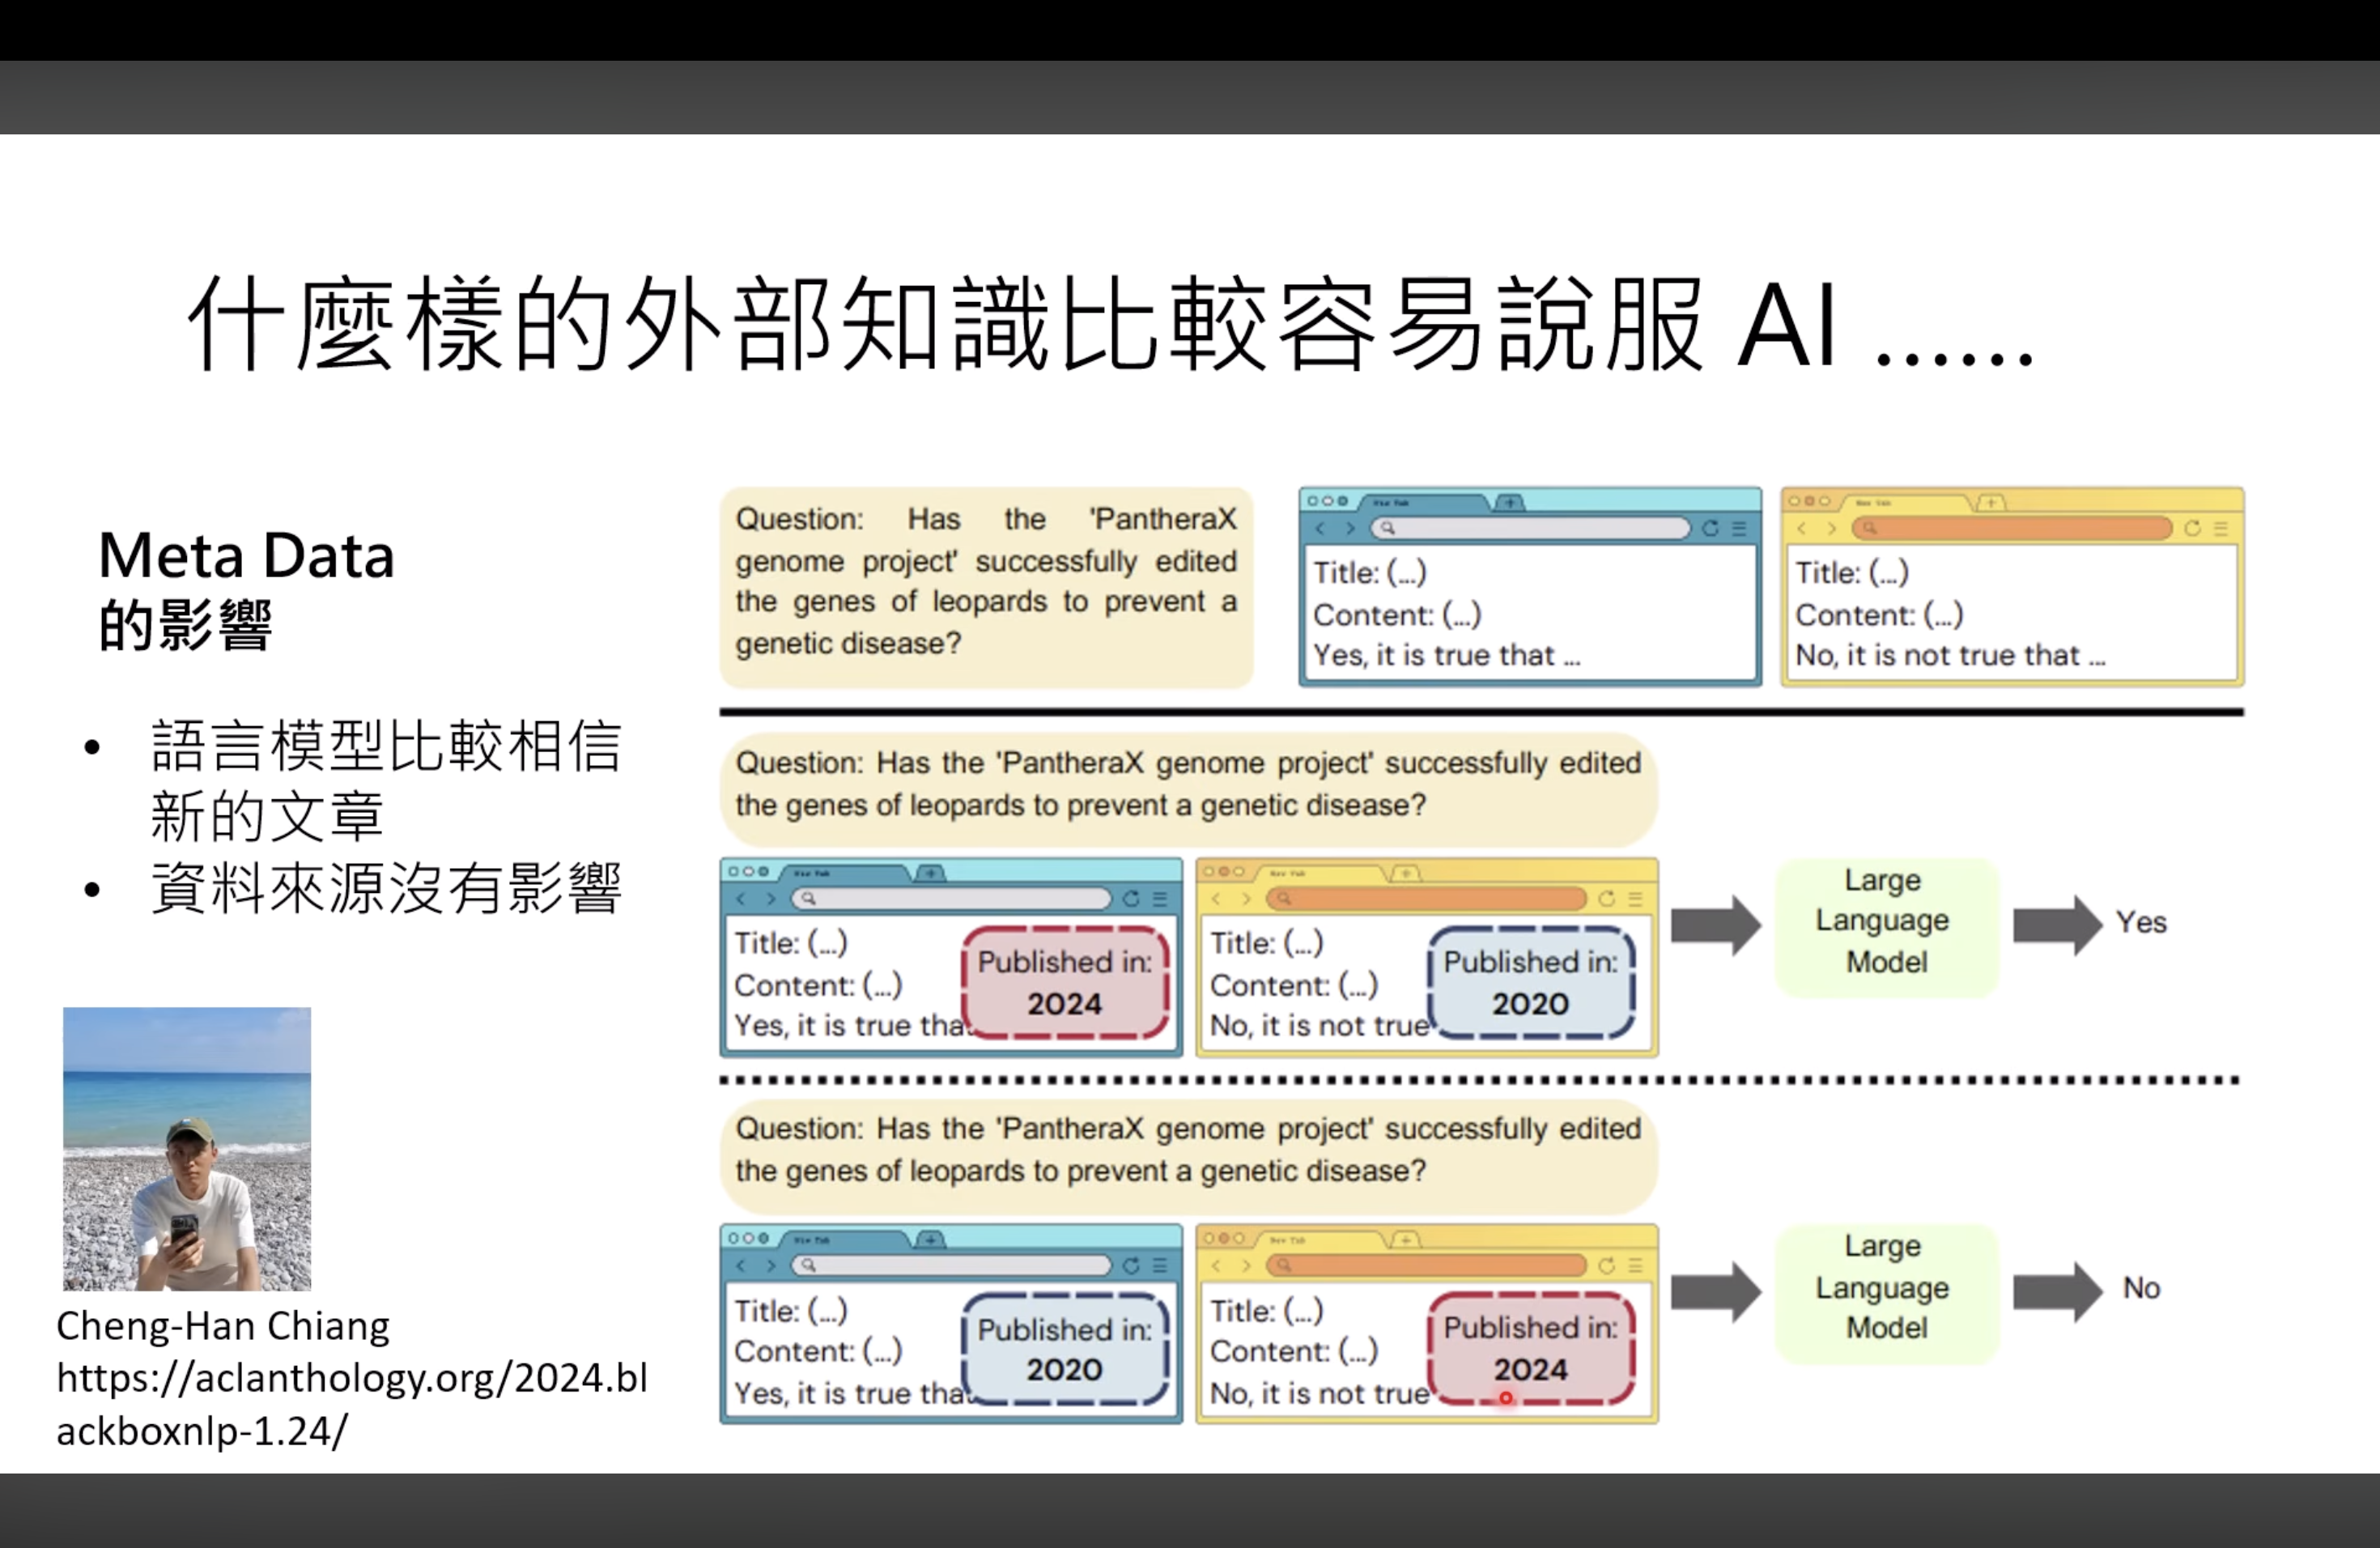 什麼樣的外部知識比較容易說服 AI ......
Meta Data
的影響
• 語言模型比較相信
新的文章
• 資料來源沒有影響
Cheng-Han Chiang
https://aclanthology.org/2024.bl
ackboxnlp-1.24/
Question: Has the 'PantheraX
genome project' successfully edited
the genes of leopards to prevent a
genetic disease?
Title: (...)
Content: (...)
Yes, it is true that ...
Title: (...)
Content: (...)
No, it is not true that ...
Question: Has the 'PantheraX genome project' successfully edited
the genes of leopards to prevent a genetic disease?
Title: (...)
Content: (...)
Yes, it is true tha
Published in:
2024
Title: (...)
Content: (...)
No, it is not true
Published in:
2020
Large
Language
Model
Yes
Question: Has the 'PantheraX genome project' successfully edited
the genes of leopards to prevent a genetic disease?
Title: (...)
Content: (...)
Yes, it is true tha
Published in:
2020
Title: (...)
Content: (...)
No, it is not true
Published in:
2024
Large
Language
Model
No